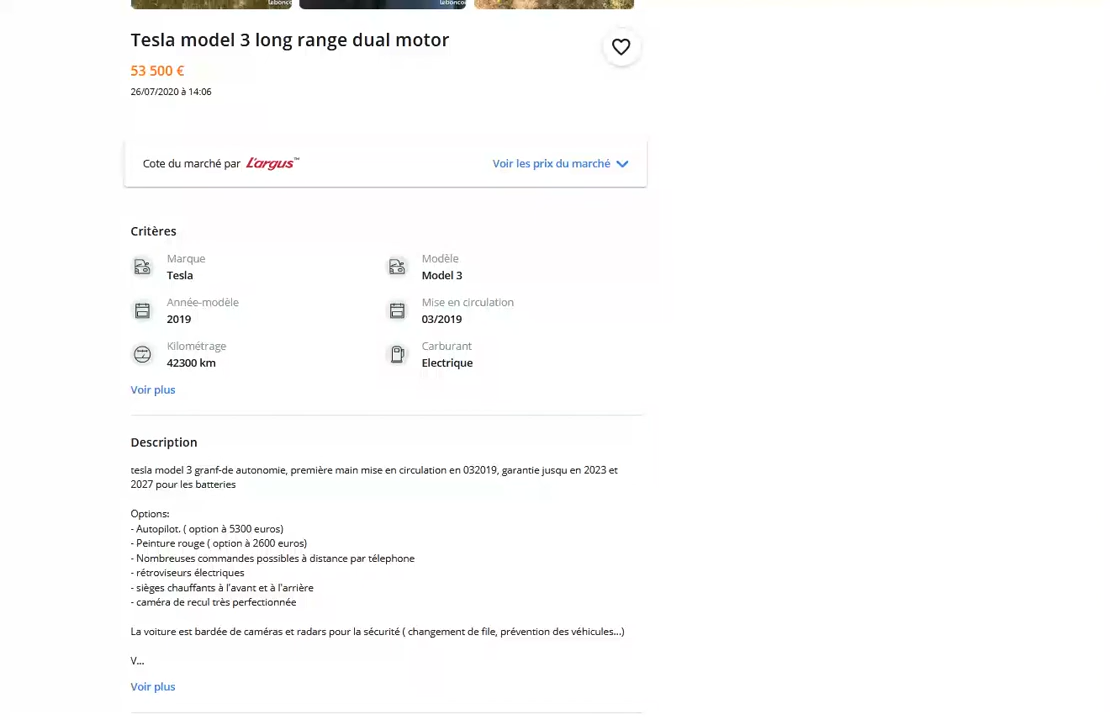 lebonco
lebonco
Tesla model 3 long range dual motor
53 500 €
26/07/2020 à 14:06
Cote du marché par L'argus™
Voir les prix du marché
Critères
Marque
Tesla
Modèle
Model 3
Année-modèle
2019
Mise en circulation
03/2019
Kilométrage
42300 km
Carburant
Electrique
Voir plus
Description
tesla model 3 granf-de autonomie, première main mise en circulation en 032019, garantie jusqu en 2023 et
2027 pour les batteries
Options:
- Autopilot. ( option à 5300 euros)
- Peinture rouge ( option à 2600 euros)
- Nombreuses commandes possibles à distance par télephone
- rétroviseurs électriques
- sièges chauffants à l'avant et à l'arrière
- caméra de recul très perfectionnée
La voiture est bardée de caméras et radars pour la sécurité ( changement de file, prévention des véhicules...)
V...
Voir plus